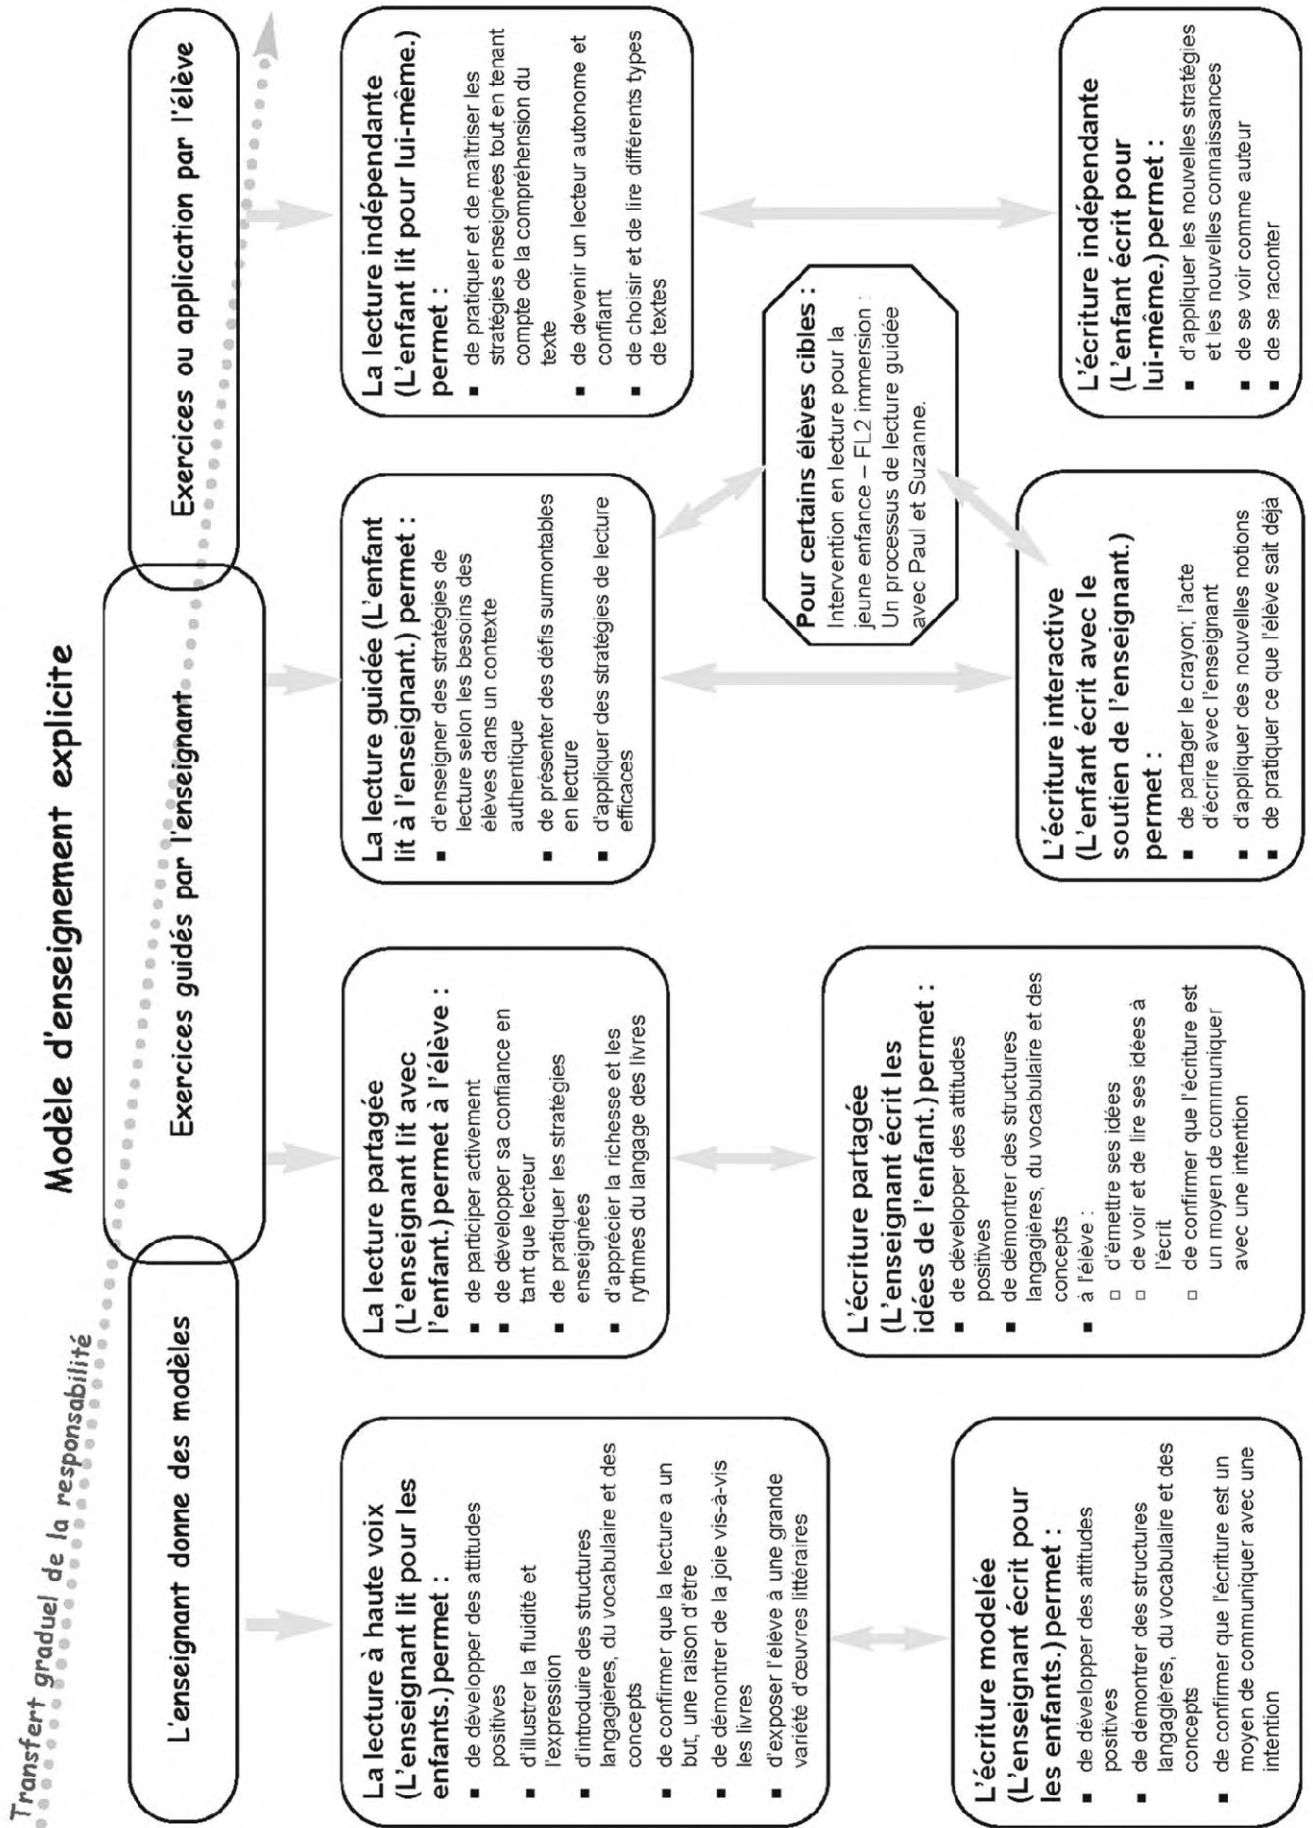 Modèle d'enseignement explicite
Transfert graduel de la responsabilité
L'enseignant donne des modèles
Exercices guidés par l'enseignant
Exercices ou application par l'élève
La lecture à haute voix
(L'enseignant lit pour les
enfants.)permet :
■ de développer des attitudes
positives
■ d'illustrer la fluidité et
l'expression
■ d'introduire des structures
langagières, du vocabulaire et des
concepts
■ de confirmer que la lecture a un
but, une raison d'être
■ de démontrer de la joie vis-à-vis
les livres
■ d'exposer l'élève à une grande
variété d'œuvres littéraires
La lecture partagée
(L'enseignant lit avec
l'enfant.)permet à l'élève :
■ de participer activement
■ de développer sa confiance en
tant que lecteur
■ de pratiquer les stratégies
enseignées
■ d'apprécier la richesse et les
rythmes du langage des livres
La lecture guidée (L'enfant
lit à l'enseignant.) permet :
■ d'enseigner des stratégies de
lecture selon les besoins des
élèves dans un contexte
authentique
■ de présenter des défis surmontables
en lecture
■ d'appliquer des stratégies de lecture
efficaces
La lecture indépendante
(L'enfant lit pour lui-même.)
permet :
■ de pratiquer et de maîtriser les
stratégies enseignées tout en tenant
compte de la compréhension du
texte
■ de devenir un lecteur autonome et
confiant
■ de choisir et de lire différents types
de textes
Pour certains élèves cibles :
Intervention en lecture pour la
jeune enfance – FL2 immersion :
Un processus de lecture guidée
avec Paul et Suzanne.
L'écriture modelée
(L'enseignant écrit pour
les enfants.)permet :
■ de développer des attitudes
positives
■ de démontrer des structures
langagières, du vocabulaire et des
concepts
■ de confirmer que l'écriture est un
moyen de communiquer avec une
intention
L'écriture partagée
(L'enseignant écrit les
idées de l'enfant.)permet :
■ de développer des attitudes
positives
■ de démontrer des structures
langagières, du vocabulaire et des
concepts
■ à l'élève :
□ d'émettre ses idées
□ de voir et de lire ses idées à
l'écrit
□ de confirmer que l'écriture est
un moyen de communiquer
avec une intention
L'écriture interactive
(L'enfant écrit avec le
soutien de l'enseignant.)
permet :
■ de partager le crayon; l'acte
d'écrire avec l'enseignant
■ d'appliquer des nouvelles notions
■ de pratiquer ce que l'élève sait déjà
L'écriture indépendante
(L'enfant écrit pour
lui-même.)permet :
■ d'appliquer les nouvelles stratégies
et les nouvelles connaissances
■ de se voir comme auteur
■ de se raconter